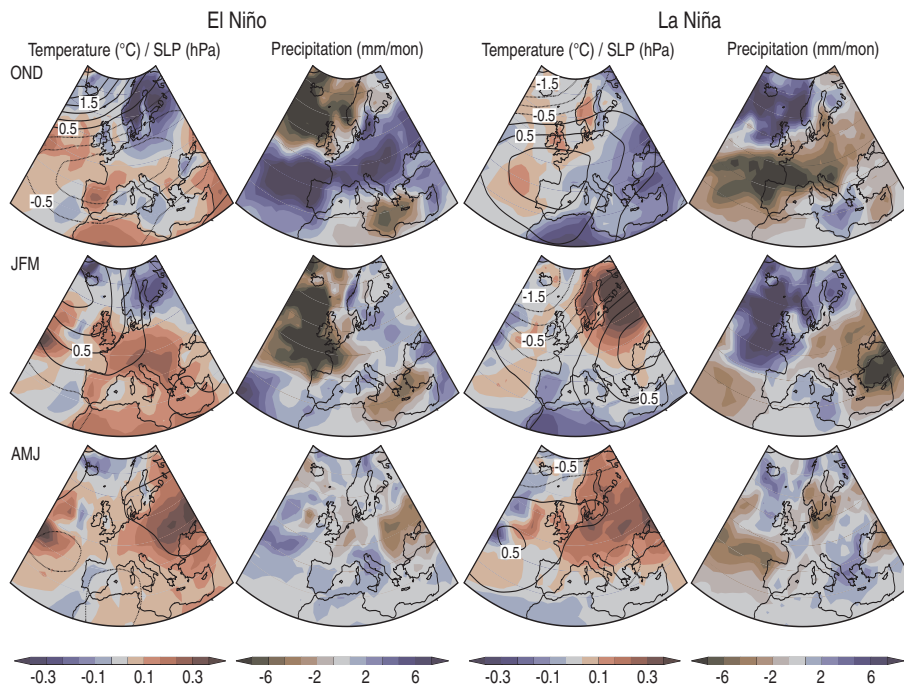 El Niño La Niña
Temperature (°C) / SLP (hPa) Precipitation (mm/mon) Temperature (°C) / SLP (hPa) Precipitation (mm/mon)
OND
1.5
0.5
-0.5
-1.5
-0.5
0.5
JFM
0.5
-1.5
-0.5
0.5
AMJ
-0.5
0.5
-0.3 -0.1 0.1 0.3 -6 -2 2 6 -0.3 -0.1 0.1 0.3 -6 -2 2 6